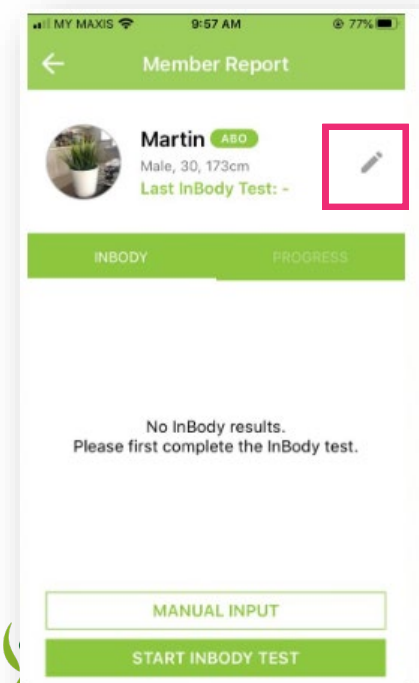 MY MAXIS 9:57 AM 77%
Member Report
Martin ABO
Male, 30, 173cm
Last InBody Test: -
INBODY PROGRESS
No InBody results.
Please first complete the InBody test.
MANUAL INPUT
START INBODY TEST